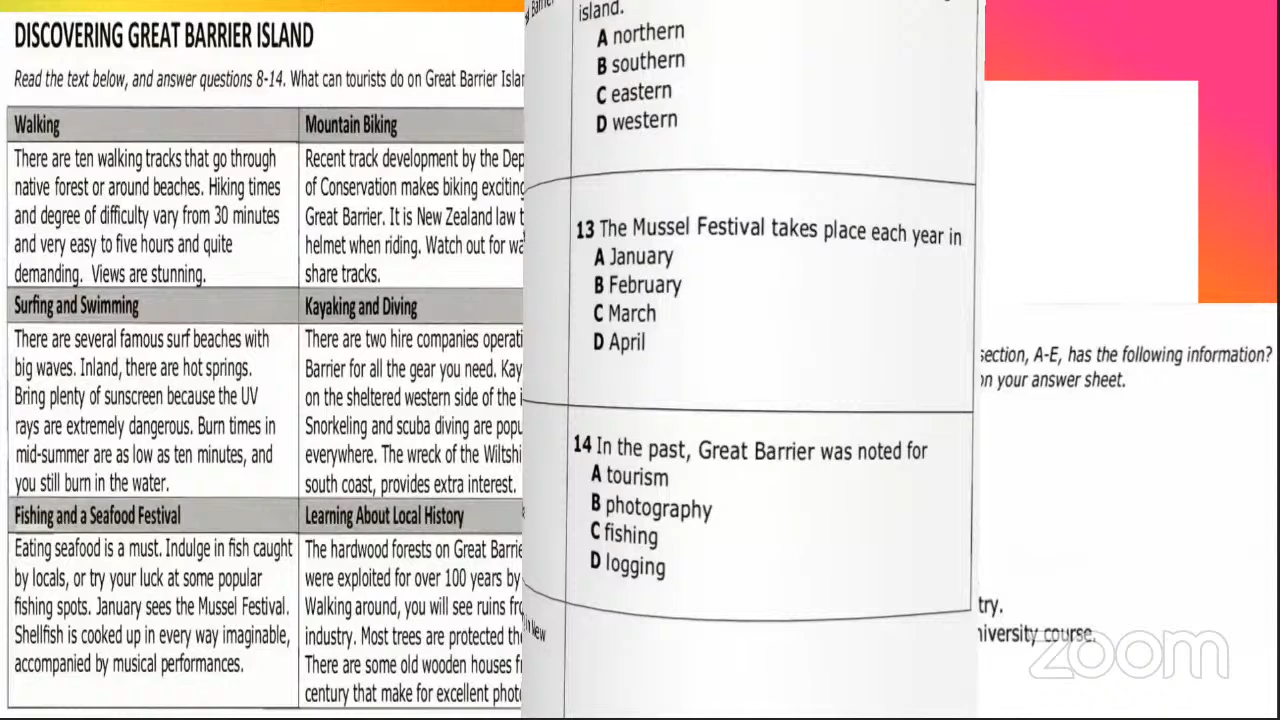 DISCOVERING GREAT BARRIER ISLAND
Read the text below, and answer questions 8-14. What can tourists do on Great Barrier Islan
Walking
There are ten walking tracks that go through
native forest or around beaches. Hiking times
and degree of difficulty vary from 30 minutes
and very easy to five hours and quite
demanding. Views are stunning.
Mountain Biking
Recent track development by the Dep
of Conservation makes biking exciting
Great Barrier. It is New Zealand law t
helmet when riding. Watch out for wa
share tracks.
Surfing and Swimming
There are several famous surf beaches with
big waves. Inland, there are hot springs.
Bring plenty of sunscreen because the UV
rays are extremely dangerous. Burn times in
mid-summer are as low as ten minutes, and
you still burn in the water.
Kayaking and Diving
There are two hire companies operati
Barrier for all the gear you need. Kay
on the sheltered western side of the i
Snorkeling and scuba diving are popu
everywhere. The wreck of the Wiltshi
south coast, provides extra interest.
Fishing and a Seafood Festival
Eating seafood is a must. Indulge in fish caught
by locals, or try your luck at some popular
fishing spots. January sees the Mussel Festival.
Shellfish is cooked up in every way imaginable,
accompanied by musical performances.
Learning About Local History
The hardwood forests on Great Barrie
were exploited for over 100 years by
Walking around, you will see ruins fro
industry. Most trees are protected the
There are some old wooden houses f
century that make for excellent phot
Barrier
island.
A northern
B southern
C eastern
D western
13 The Mussel Festival takes place each year in
A January
B February
C March
D April
14 In the past, Great Barrier was noted for
A tourism
B photography
C fishing
D logging
in New
section, A-E, has the following information?
on your answer sheet.
try.
niversity course.
zoom